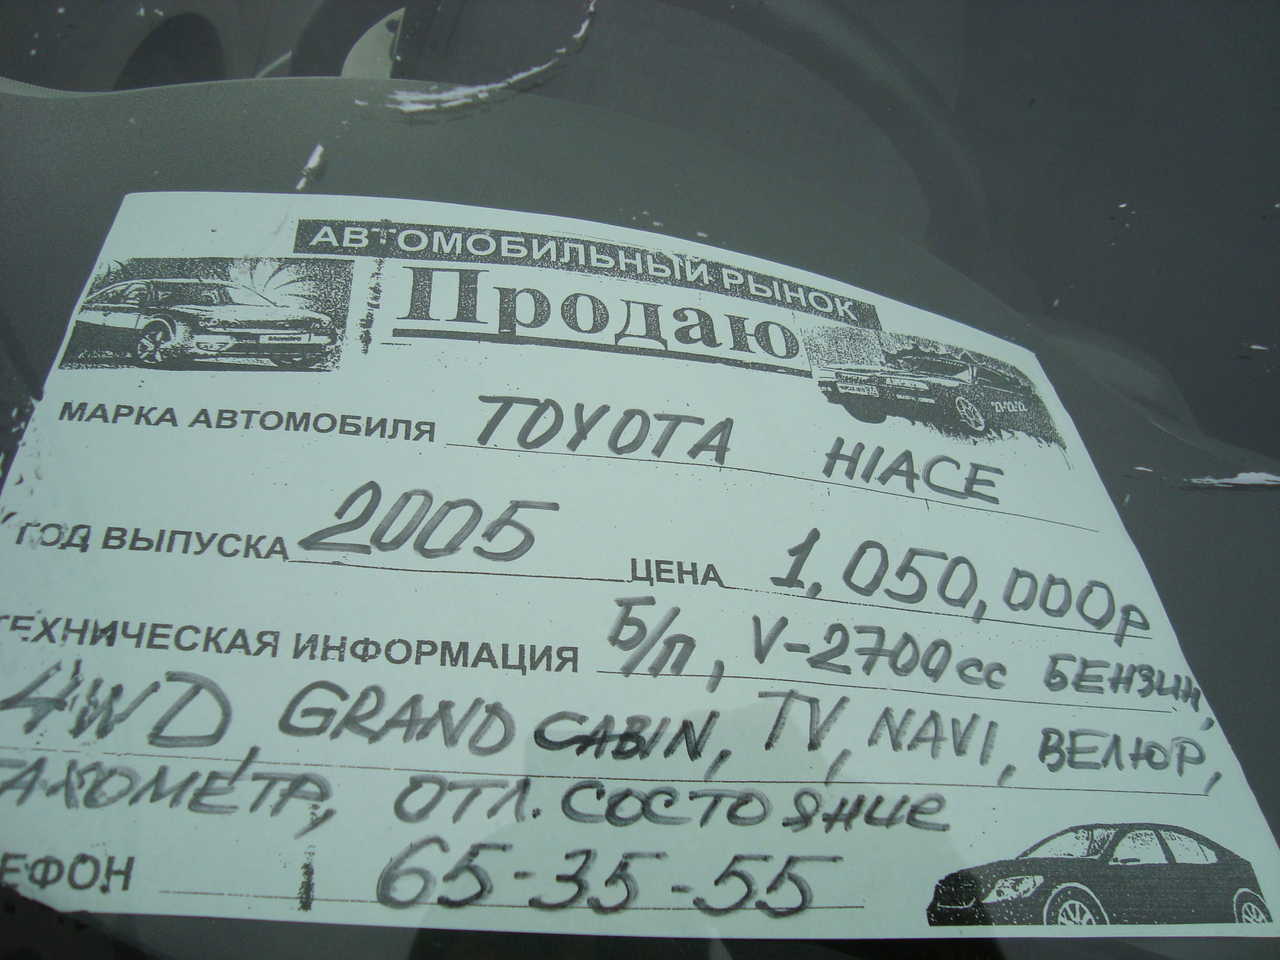 АВТОМОБИЛЬНЫЙ РЫНОК
Продаю
МАРКА АВТОМОБИЛЯ TOYOTA HIACE
ГОД ВЫПУСКА 2005 ЦЕНА 1,050,000р
ТЕХНИЧЕСКАЯ ИНФОРМАЦИЯ Б/п, V-2700cc БЕНЗИН,
4WD, GRAND CABIN, TV, NAVI, ВЕЛЮР,
ТАХОМЕТР, ОТЛ. СОСТОЯНИЕ
ЕФОН 65-35-55